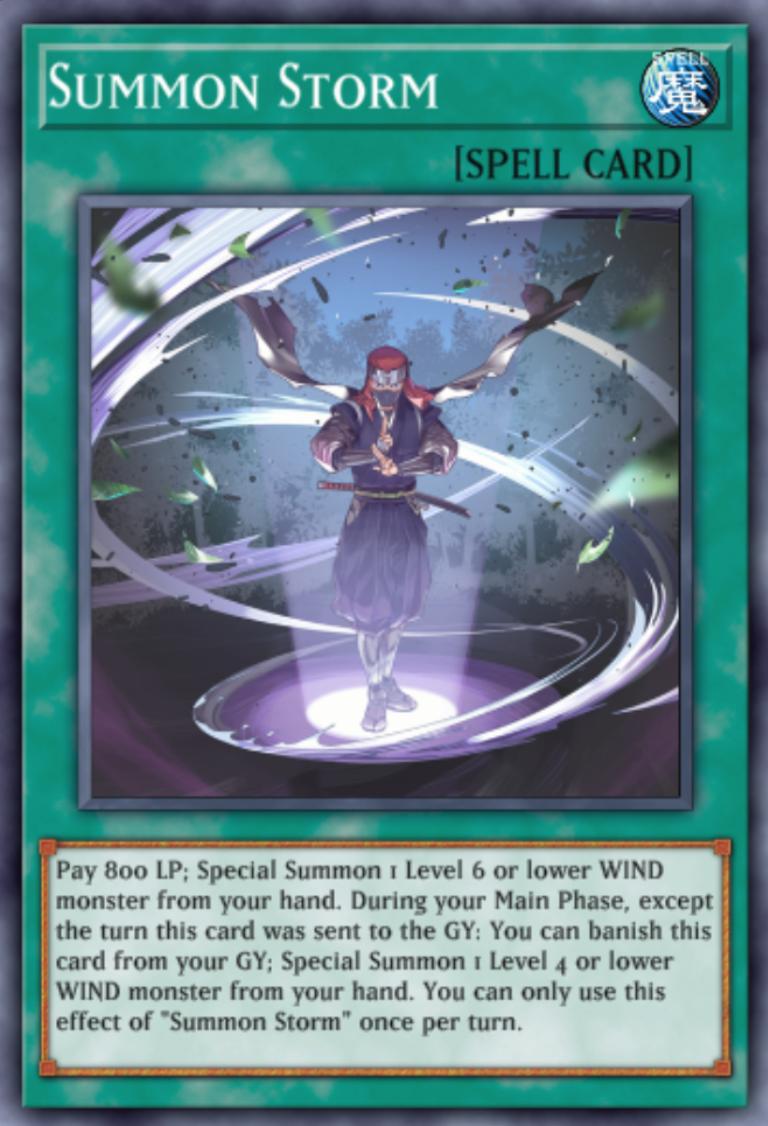 Summon Storm
SPELL
魔
[SPELL CARD]
Pay 800 LP; Special Summon 1 Level 6 or lower WIND
monster from your hand. During your Main Phase, except
the turn this card was sent to the GY: You can banish this
card from your GY; Special Summon 1 Level 4 or lower
WIND monster from your hand. You can only use this
effect of "Summon Storm" once per turn.